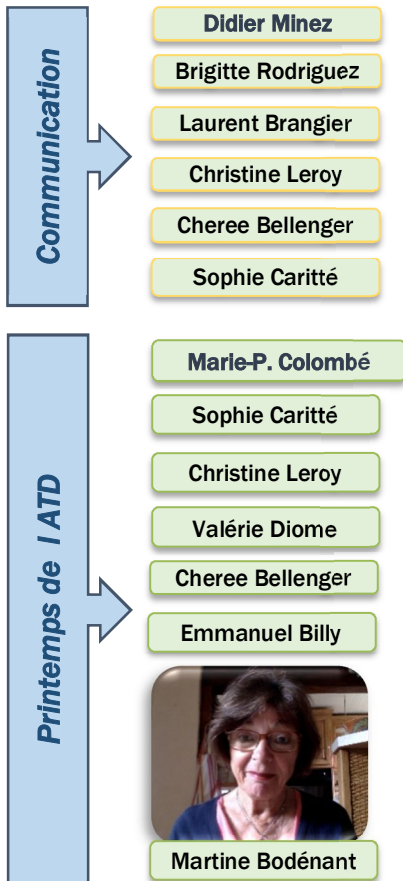 Communication
Didier Minez
Brigitte Rodriguez
Laurent Brangier
Christine Leroy
Cheree Bellenger
Sophie Caritté
Printemps de l ATD
Marie-P. Colombé
Sophie Caritté
Christine Leroy
Valérie Diome
Cheree Bellenger
Emmanuel Billy
Martine Bodénant